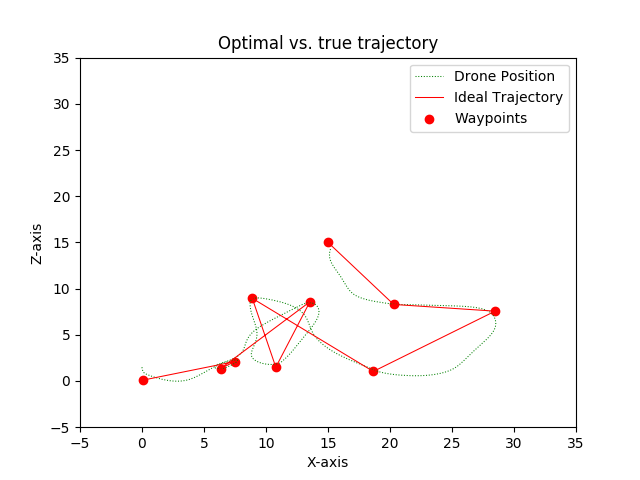 Optimal vs. true trajectory
Drone Position
Ideal Trajectory
Waypoints
Z-axis
35
30
25
20
15
10
5
0
−5
−5 0 5 10 15 20 25 30 35
X-axis